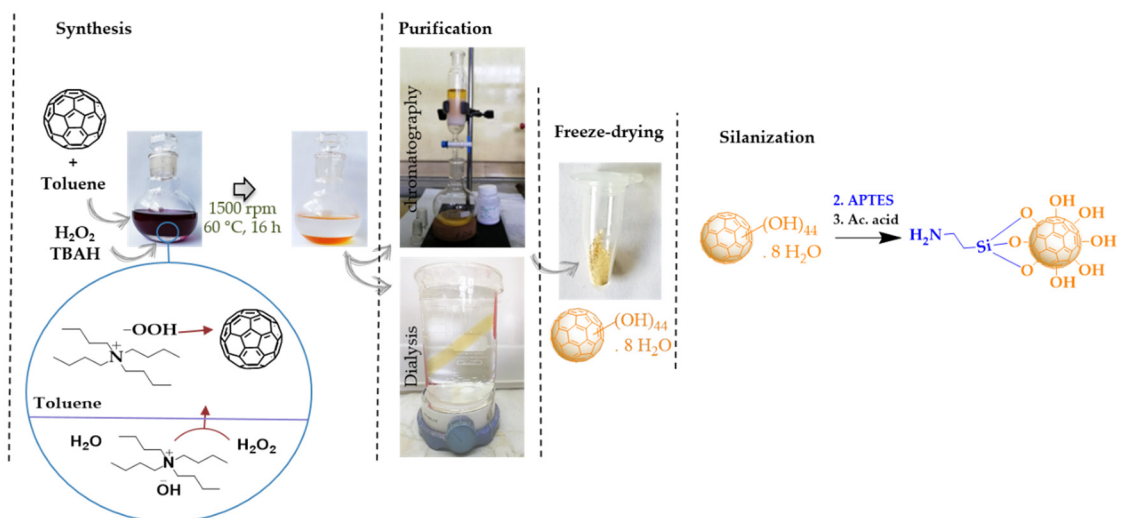 Synthesis
+
Toluene
H₂O₂
TBAH
1500 rpm
60 °C, 16 h
⁻OOH
N⁺
Toluene
H₂O
N⁺
⁻OH
H₂O₂
Purification
chromatography
Dialysis
Freeze-drying
(OH)₄₄
. 8 H₂O
Silanization
(OH)₄₄
. 8 H₂O
2. APTES
3. Ac. acid
H₂N
Si
O
O
O
OH
OH
OH
OH
OH
OH